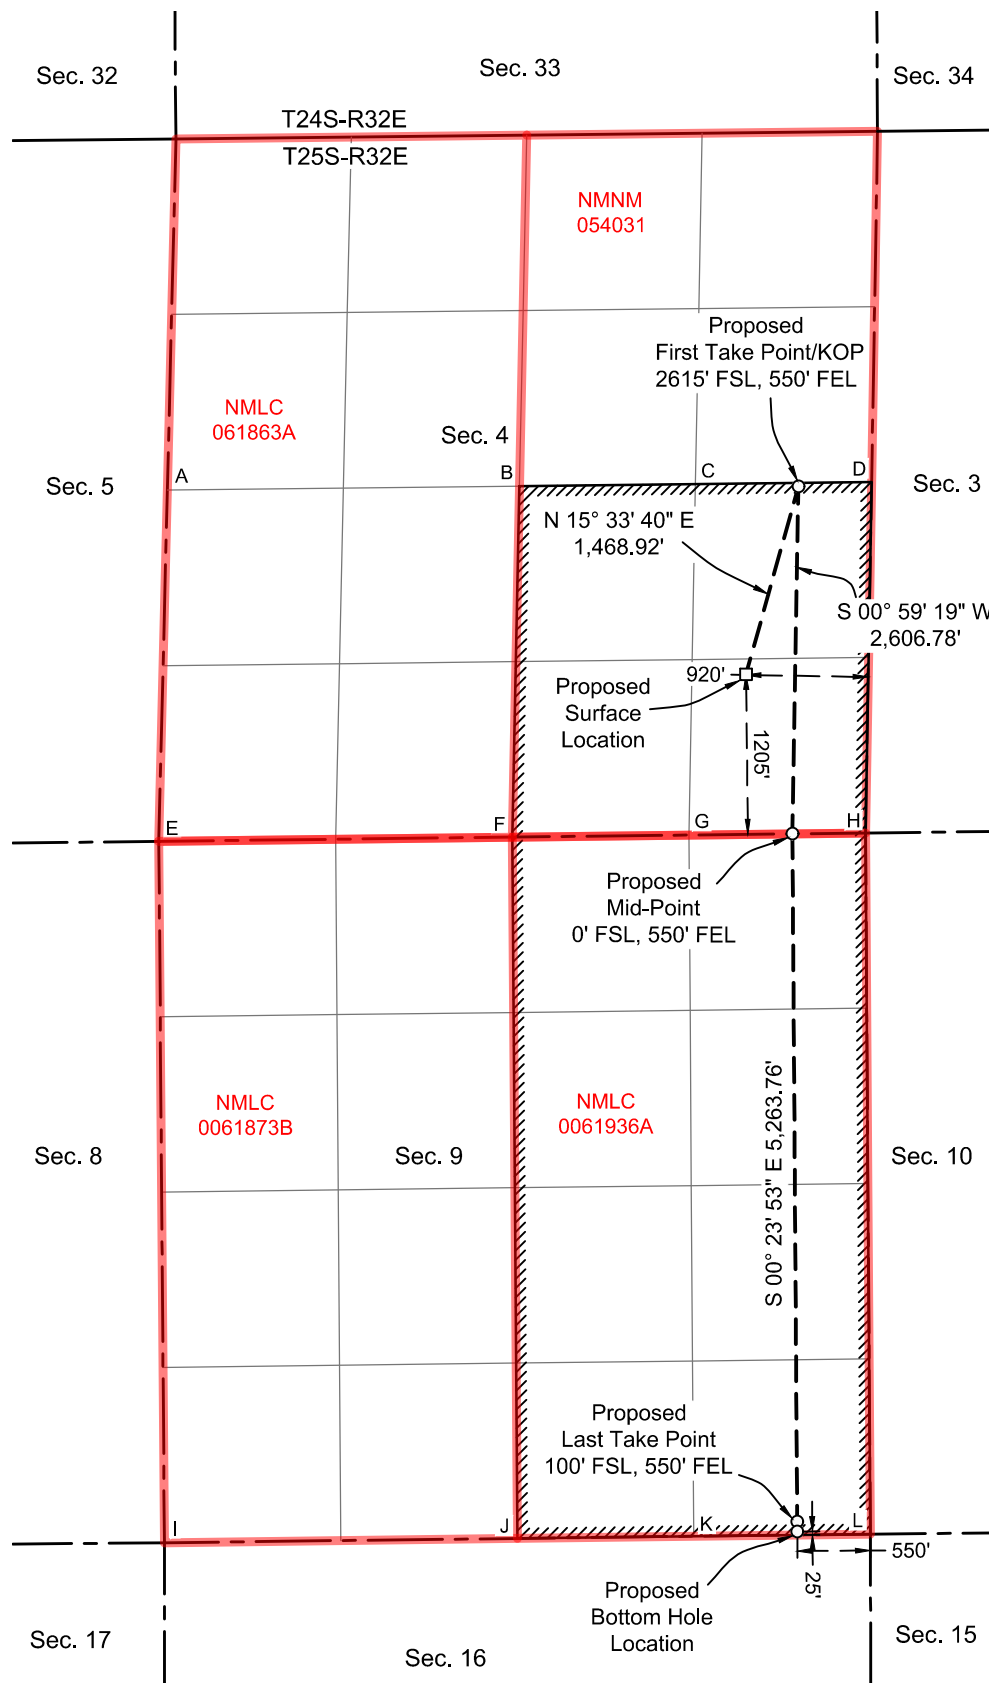 Sec. 32
Sec. 33
Sec. 34
T24S-R32E
T25S-R32E
NMNM
054031
Proposed
First Take Point/KOP
2615' FSL, 550' FEL
NMLC
061863A
Sec. 4
Sec. 5
A
B
C
D
Sec. 3
N 15° 33' 40" E
1,468.92'
S 00° 59' 19" W
2,606.78'
920'
Proposed
Surface
Location
1205'
E
F
G
H
Proposed
Mid-Point
0' FSL, 550' FEL
S 00° 23' 53" E 5,263.76'
NMLC
0061873B
NMLC
0061936A
Sec. 8
Sec. 9
Sec. 10
Proposed
Last Take Point
100' FSL, 550' FEL
I
J
K
L
550'
25'
Proposed
Bottom Hole
Location
Sec. 17
Sec. 16
Sec. 15